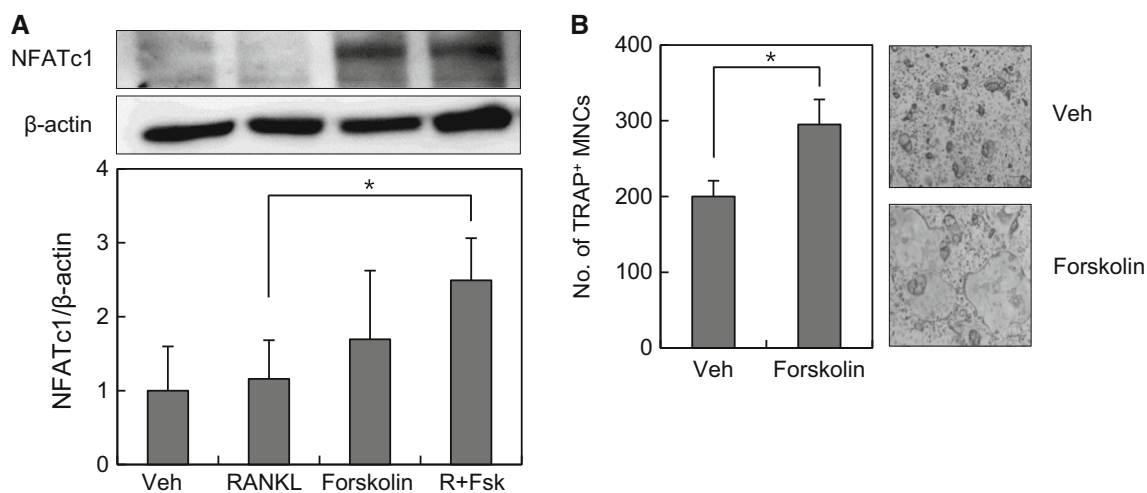 A
NFATc1
β-actin
NFATc1/β-actin
4
3
2
1
0
*
Veh RANKL Forskolin R+Fsk
B
No. of TRAP⁺ MNCs
400
300
200
100
0
*
Veh Forskolin
Veh
Forskolin